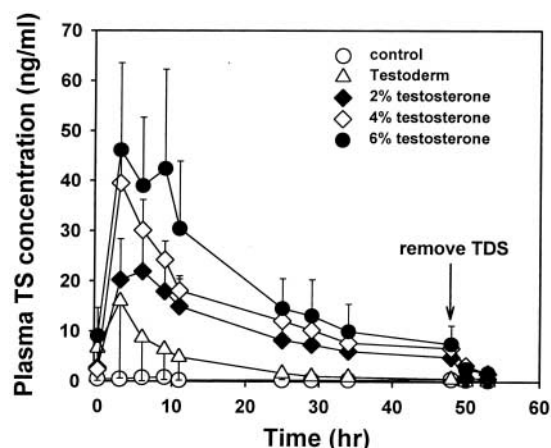 70
60
50
40
30
20
10
0
Plasma TS concentration (ng/ml)
control
Testoderm
2% testosterone
4% testosterone
6% testosterone
remove TDS
0 10 20 30 40 50 60
Time (hr)